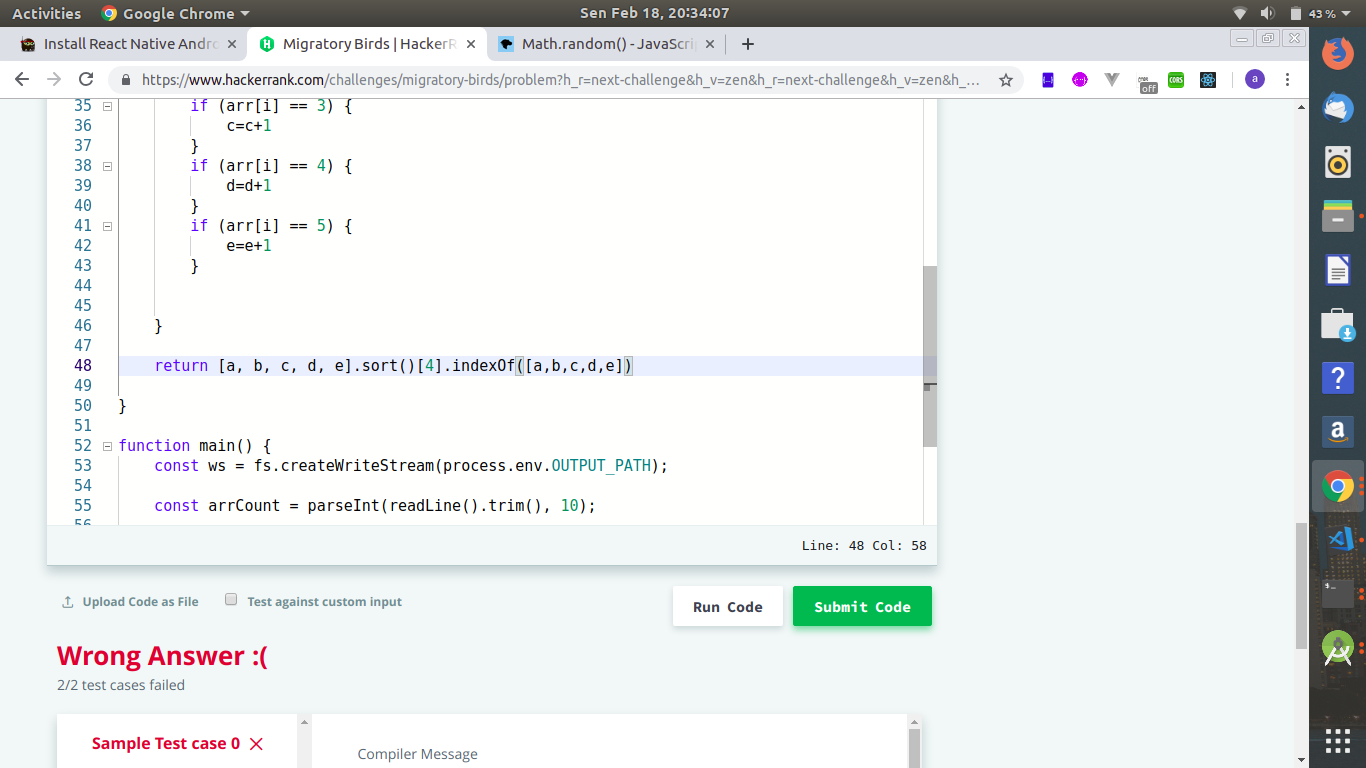 Activities Google Chrome Sen Feb 18, 20:34:07 43 %
Install React Native Andro Migratory Birds | HackerR Math.random() - JavaScri
https://www.hackerrank.com/challenges/migratory-birds/problem?h_r=next-challenge&h_v=zen&h_r=next-challenge&h_v=zen&h_... off CORS a
35 if (arr[i] == 3) {
36 c=c+1
37 }
38 if (arr[i] == 4) {
39 d=d+1
40 }
41 if (arr[i] == 5) {
42 e=e+1
43 }
44
45
46 }
47
48 return [a, b, c, d, e].sort()[4].indexOf([a,b,c,d,e])
49
50 }
51
52 function main() {
53 const ws = fs.createWriteStream(process.env.OUTPUT_PATH);
54
55 const arrCount = parseInt(readLine().trim(), 10);
56
Line: 48 Col: 58
Upload Code as File Test against custom input Run Code Submit Code
Wrong Answer :(
2/2 test cases failed
Sample Test case 0
Compiler Message